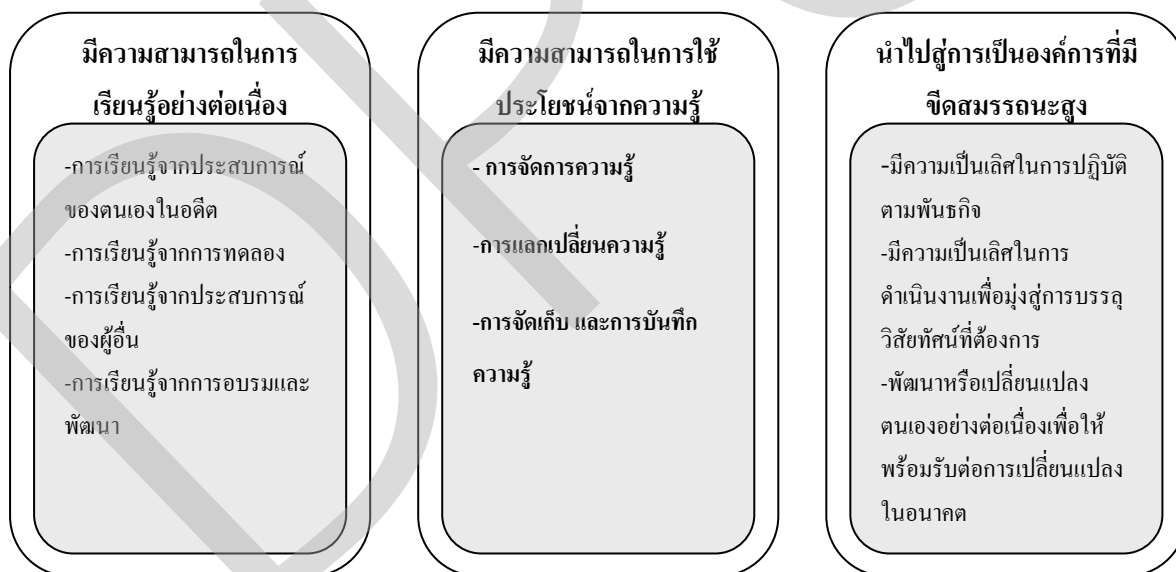 มีความสามารถในการ
เรียนรู้อย่างต่อเนื่อง
-การเรียนรู้จากประสบการณ์
ของตนเองในอดีต
-การเรียนรู้จากการทดลอง
-การเรียนรู้จากประสบการณ์
ของผู้อื่น
-การเรียนรู้จากการอบรมและ
พัฒนา
มีความสามารถในการใช้
ประโยชน์จากความรู้
- การจัดการความรู้
-การแลกเปลี่ยนความรู้
-การจัดเก็บ และการบันทึก
ความรู้
นำไปสู่การเป็นองค์การที่มี
ขีดสมรรถนะสูง
-มีความเป็นเลิศในการปฏิบัติ
ตามพันธกิจ
-มีความเป็นเลิศในการ
ดำเนินงานเพื่อมุ่งสู่การบรรลุ
วิสัยทัศน์ที่ต้องการ
-พัฒนาหรือเปลี่ยนแปลง
ตนเองอย่างต่อเนื่องเพื่อให้
พร้อมรับต่อการเปลี่ยนแปลง
ในอนาคต